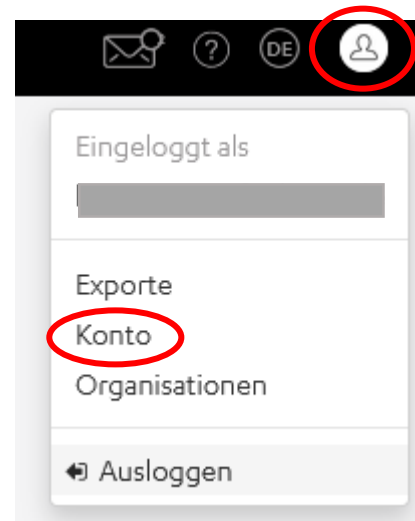 ?
DE
Eingeloggt als
Exporte
Konto
Organisationen
Ausloggen